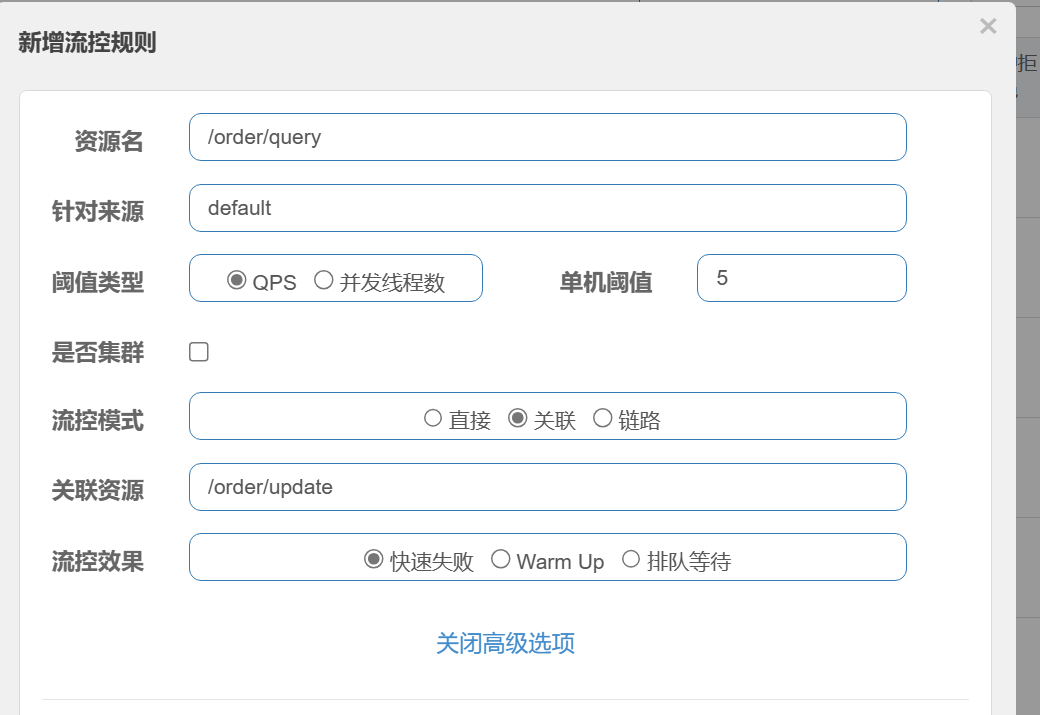 新增流控规则 ×
拒
资源名 /order/query
针对来源 default
阈值类型 QPS 并发线程数 单机阈值 5
是否集群
流控模式 直接 关联 链路
关联资源 /order/update
流控效果 快速失败 Warm Up 排队等待
关闭高级选项